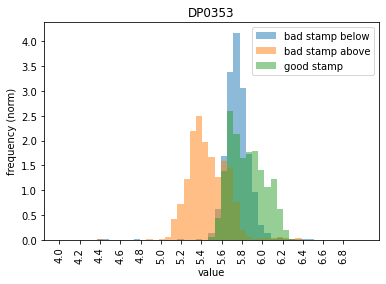 DP0353
bad stamp below
bad stamp above
good stamp
frequency (norm)
4.0
3.5
3.0
2.5
2.0
1.5
1.0
0.5
0.0
4.0 4.2 4.4 4.6 4.8 5.0 5.2 5.4 5.6 5.8 6.0 6.2 6.4 6.6 6.8
value